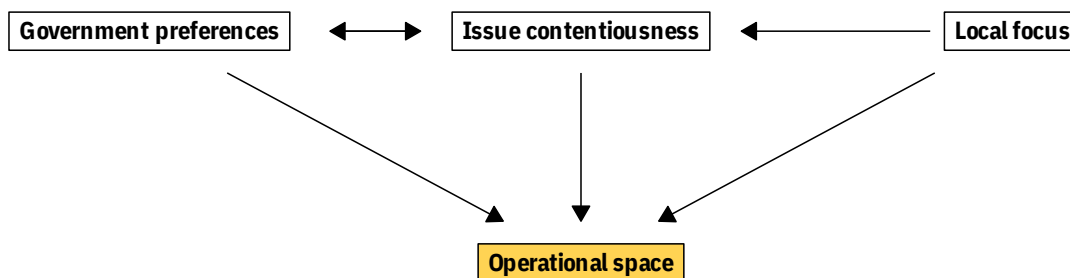 Government preferences
Issue contentiousness
Local focus
Operational space